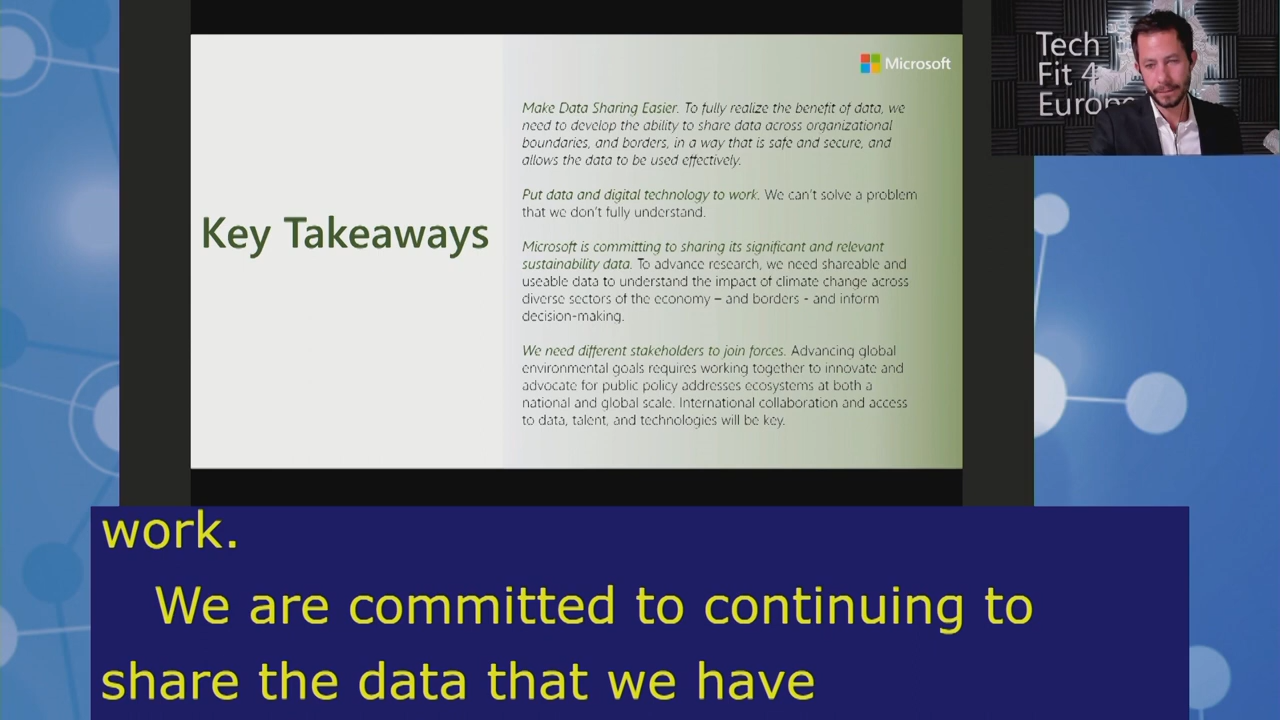 Microsoft
Tech
Fit 4
Europe
Key Takeaways
Make Data Sharing Easier. To fully realize the benefit of data, we
need to develop the ability to share data across organizational
boundaries, and borders, in a way that is safe and secure, and
allows the data to be used effectively.
Put data and digital technology to work. We can't solve a problem
that we don't fully understand.
Microsoft is committing to sharing its significant and relevant
sustainability data. To advance research, we need shareable and
useable data to understand the impact of climate change across
diverse sectors of the economy – and borders - and inform
decision-making.
We need different stakeholders to join forces. Advancing global
environmental goals requires working together to innovate and
advocate for public policy addresses ecosystems at both a
national and global scale. International collaboration and access
to data, talent, and technologies will be key.
work.
We are committed to continuing to
share the data that we have